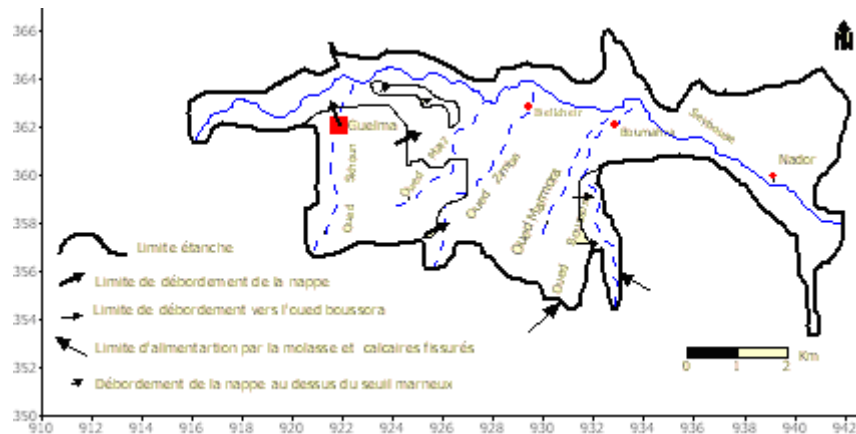 366
364
362
360
358
356
354
352
350
910
912
914
916
918
920
922
924
926
928
930
932
934
936
938
940
942
Guelma
Belkheir
Boumahra
Nador
Seybouse
Oued Skhoun
Oued Maiz
Oued Zimba
Oued Marmora
Oued
Limite étanche
Limite de débordement de la nappe
Limite de débordement vers l'oued boussora
Limite d'alimentartion par la molasse et calcaires fissurés
Débordement de la nappe au dessus du seuil marneux
0 1 2
Km